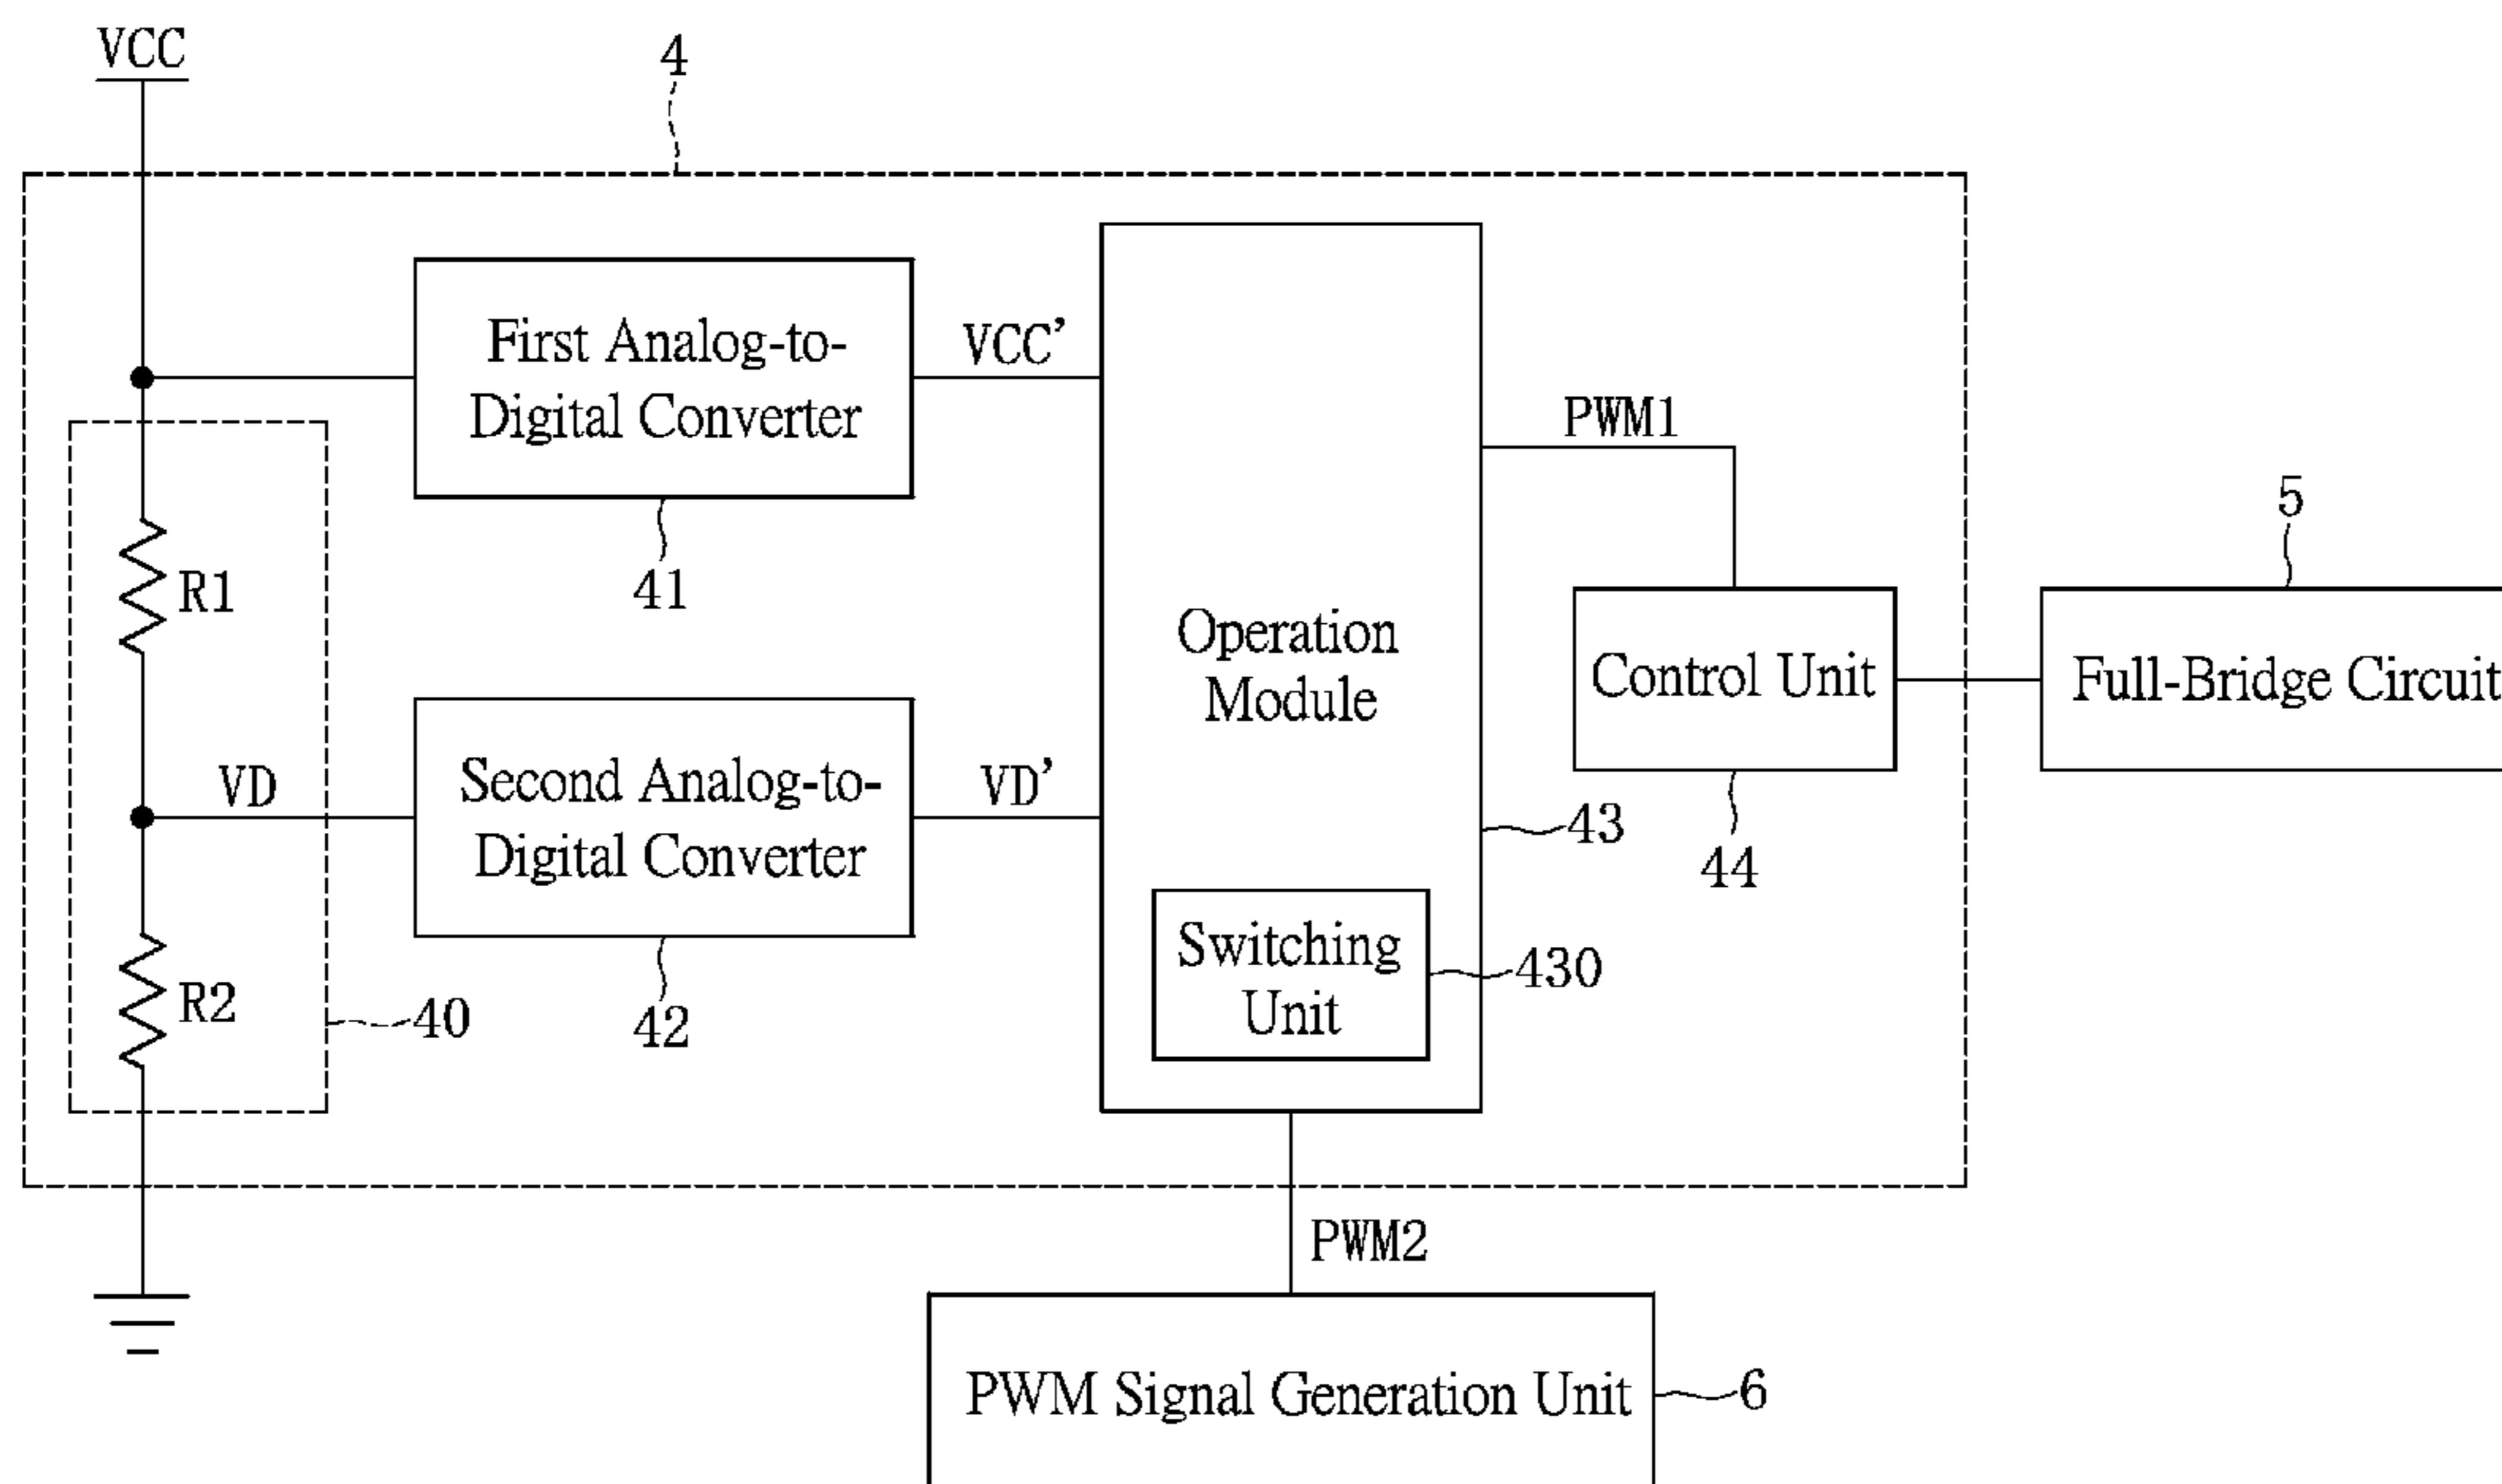 VCC
4
First Analog-to-
Digital Converter
VCC’
41
R1
PWM1
Operation
Module
5
Control Unit
Full-Bridge Circuit
44
VD
Second Analog-to-
Digital Converter
VD’
43
42
R2
40
Switching
Unit
430
PWM2
PWM Signal Generation Unit
6